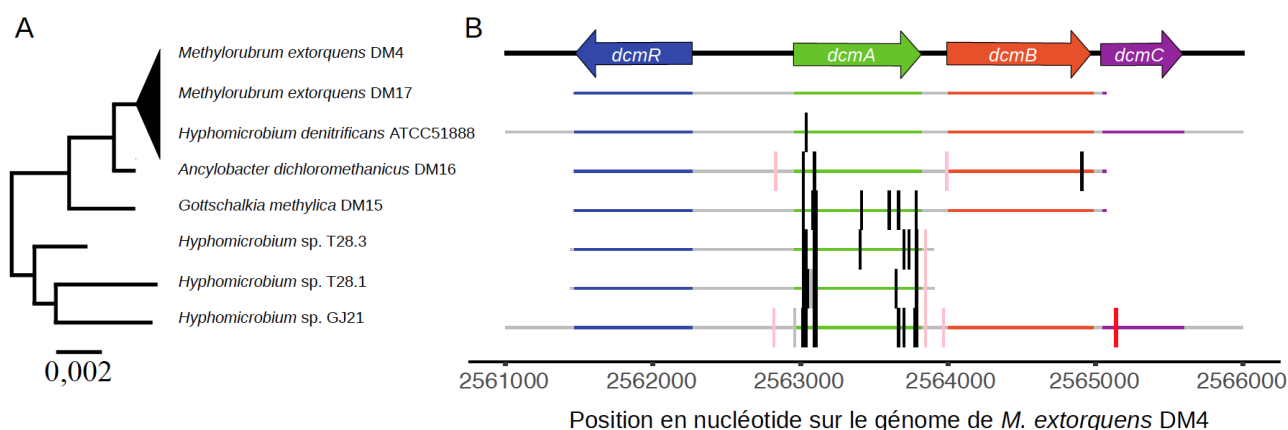 A
B
dcmR
dcmA
dcmB
dcmC
Methylorubrum extorquens DM4
Methylorubrum extorquens DM17
Hyphomicrobium denitrificans ATCC51888
Ancylobacter dichloromethanicus DM16
Gottschalkia methylica DM15
Hyphomicrobium sp. T28.3
Hyphomicrobium sp. T28.1
Hyphomicrobium sp. GJ21
0,002
2561000 2562000 2563000 2564000 2565000 2566000
Position en nucléotide sur le génome de M. extorquens DM4